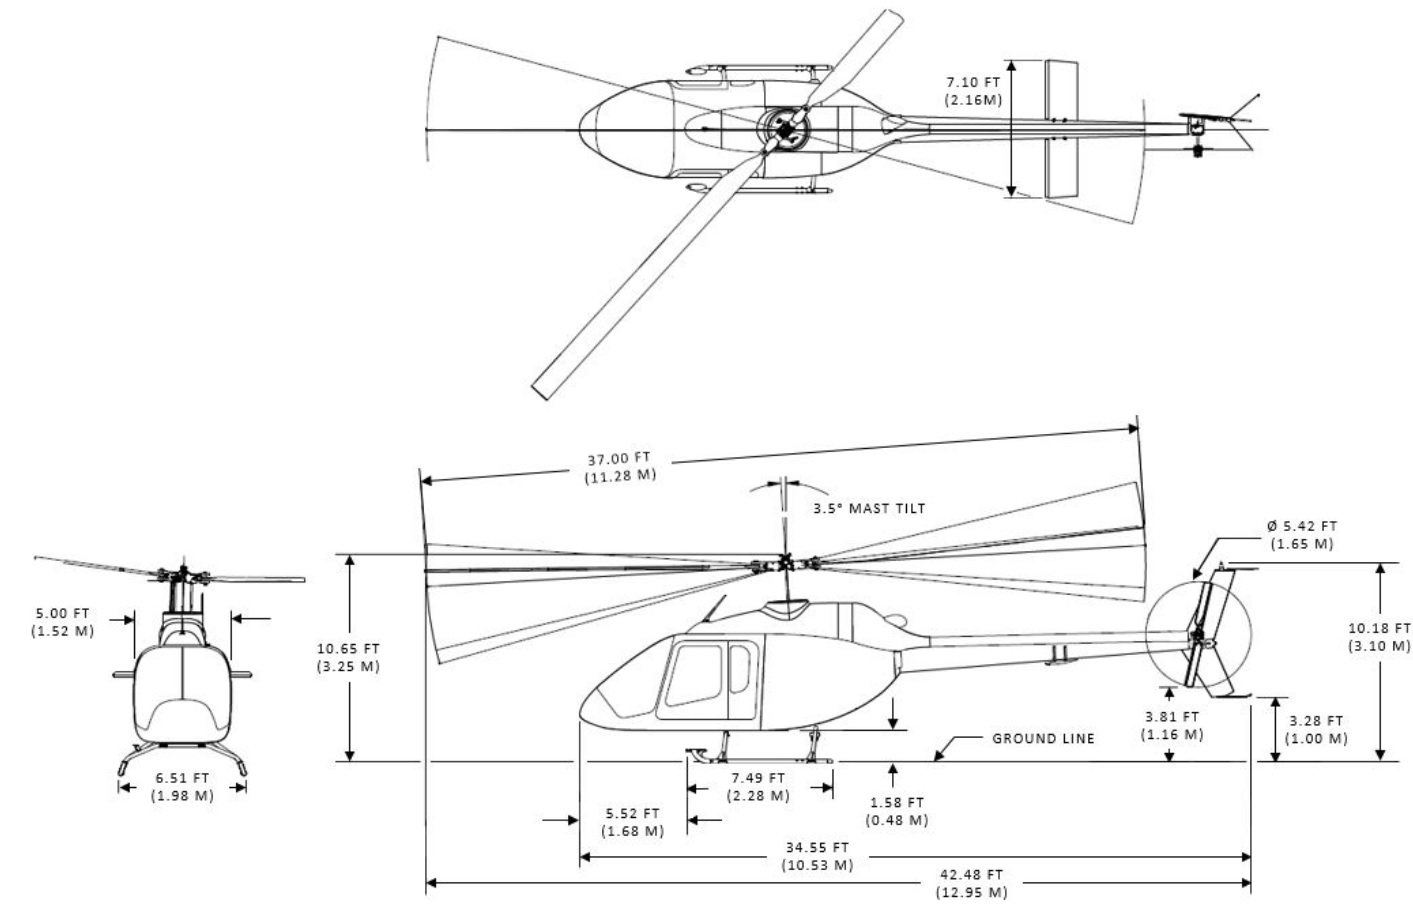 7.10 FT
(2.16M)
37.00 FT
(11.28 M)
3.5° MAST TILT
Ø 5.42 FT
(1.65 M)
5.00 FT
(1.52 M)
10.65 FT
(3.25 M)
10.18 FT
(3.10 M)
3.81 FT
(1.16 M)
3.28 FT
(1.00 M)
GROUND LINE
6.51 FT
(1.98 M)
7.49 FT
(2.28 M)
1.58 FT
(0.48 M)
5.52 FT
(1.68 M)
34.55 FT
(10.53 M)
42.48 FT
(12.95 M)